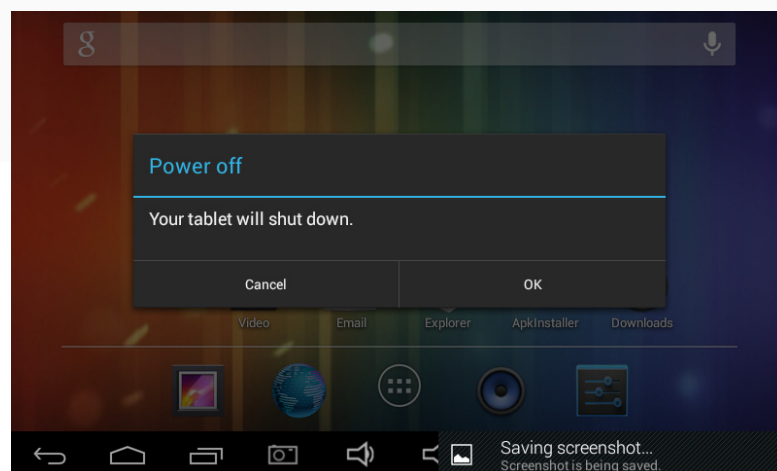 g
Power off
Your tablet will shut down.
Cancel
OK
Video
Email
Explorer
ApkInstaller
Downloads
Saving screenshot...
Screenshot is being saved.